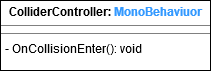 ColliderController: MonoBehaviuor
- OnCollisionEnter(): void